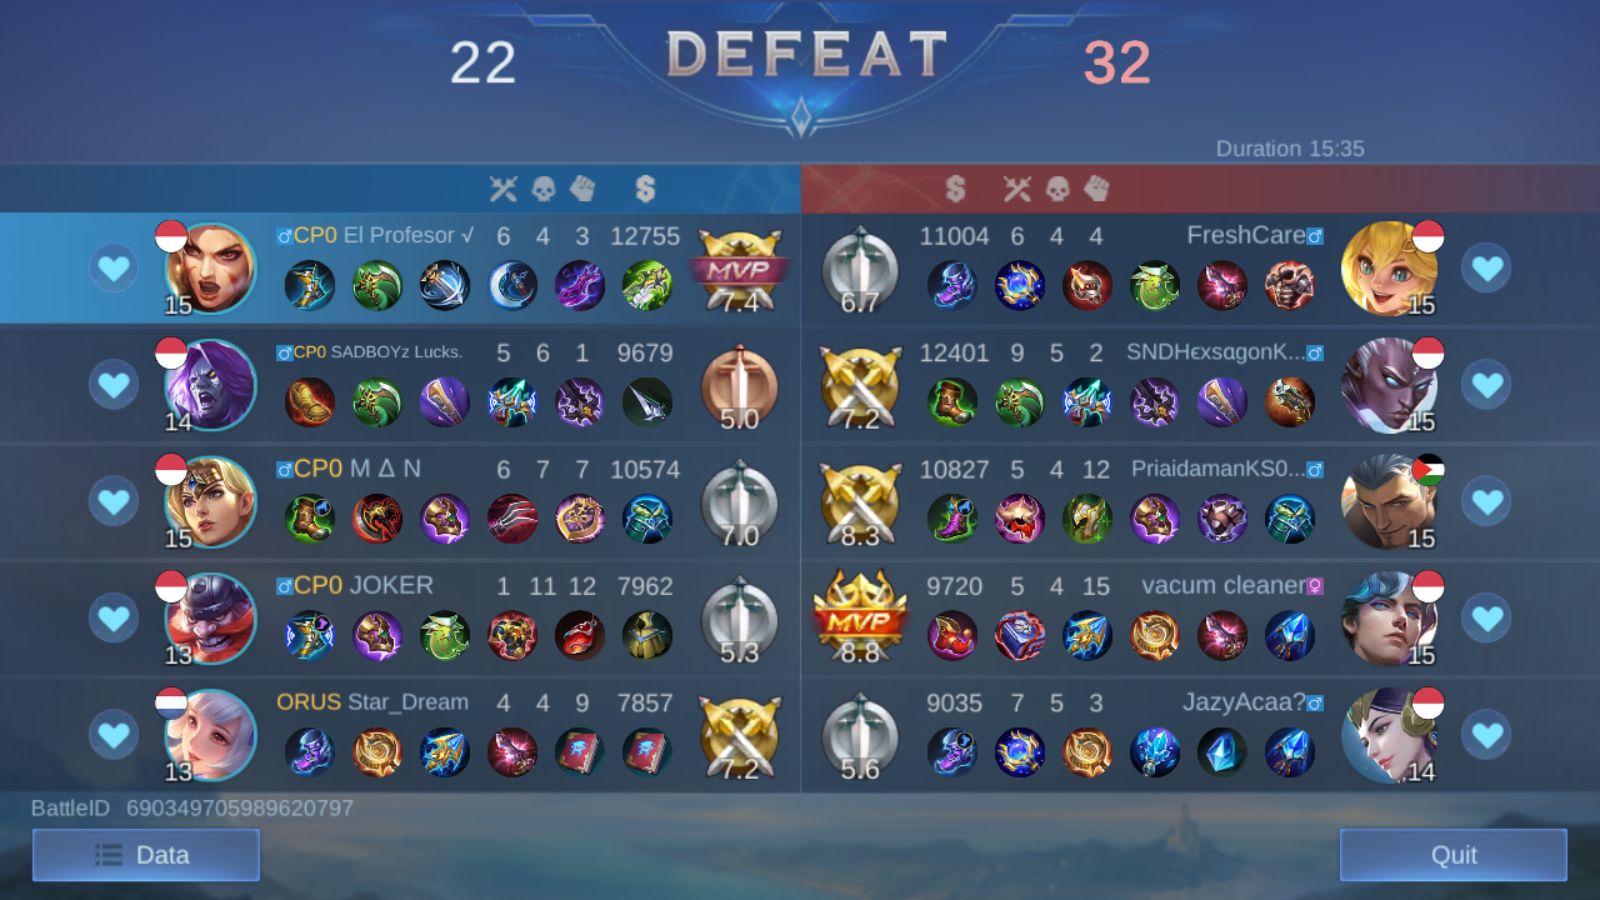 22 DEFEAT 32
Duration 15:35
CP0 El Profesor √ 6 4 3 12755
15 MVP 7.4
6.7 11004 6 4 4 FreshCare 15
CP0 SADBOYz Lucks. 5 6 1 9679
14 5.0
7.2 12401 9 5 2 SNDHєxsαgonK... 15
CP0 M Δ N 6 7 7 10574
15 7.0
8.3 10827 5 4 12 PriaidamanKS0... 15
CP0 JOKER 1 11 12 7962
13 5.3
MVP 8.8 9720 5 4 15 vacum cleaner 15
ORUS Star_Dream 4 4 9 7857
13 7.2
5.6 9035 7 5 3 JazyAcaa? 14
BattleID 690349705989620797
Data
Quit